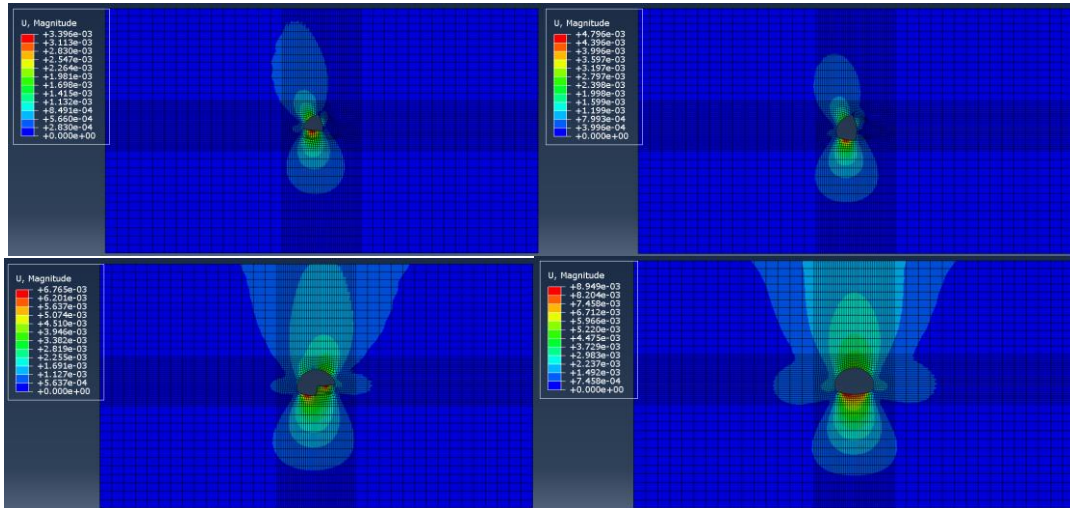 U, Magnitude
+3.396e-03
+3.113e-03
+2.830e-03
+2.547e-03
+2.264e-03
+1.981e-03
+1.698e-03
+1.415e-03
+1.132e-03
+8.491e-04
+5.660e-04
+2.830e-04
+0.000e+00
U, Magnitude
+4.796e-03
+4.396e-03
+3.996e-03
+3.597e-03
+3.197e-03
+2.797e-03
+2.398e-03
+1.998e-03
+1.599e-03
+1.199e-03
+7.993e-04
+3.996e-04
+0.000e+00
U, Magnitude
+6.765e-03
+6.201e-03
+5.637e-03
+5.074e-03
+4.510e-03
+3.946e-03
+3.382e-03
+2.819e-03
+2.255e-03
+1.691e-03
+1.127e-03
+5.637e-04
+0.000e+00
U, Magnitude
+8.949e-03
+8.204e-03
+7.458e-03
+6.712e-03
+5.966e-03
+5.220e-03
+4.475e-03
+3.729e-03
+2.983e-03
+2.237e-03
+1.492e-03
+7.458e-04
+0.000e+00